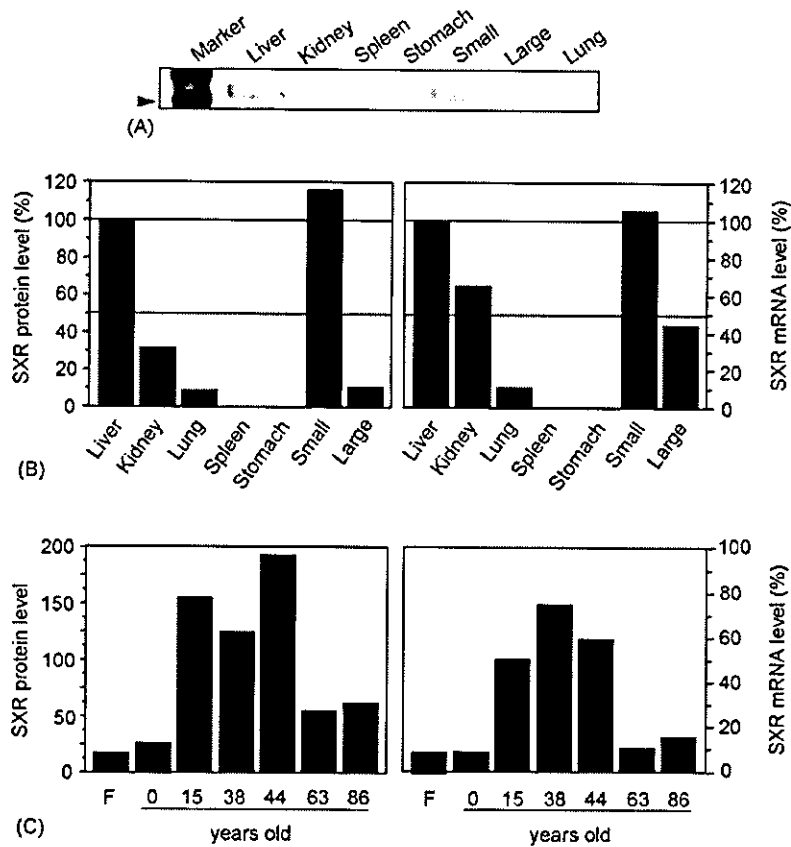 Marker Liver Kidney Spleen Stomach Small Large Lung
(A)
SXR protein level (%)
120
100
80
60
40
20
0
Liver Kidney Lung Spleen Stomach Small Large
120
100
80
60
40
20
0
SXR mRNA level (%)
Liver Kidney Lung Spleen Stomach Small Large
(B)
SXR protein level
200
150
100
50
25
0
F 0 15 38 44 63 86
years old
100
80
60
40
20
0
SXR mRNA level (%)
F 0 15 38 44 63 86
years old
(C)